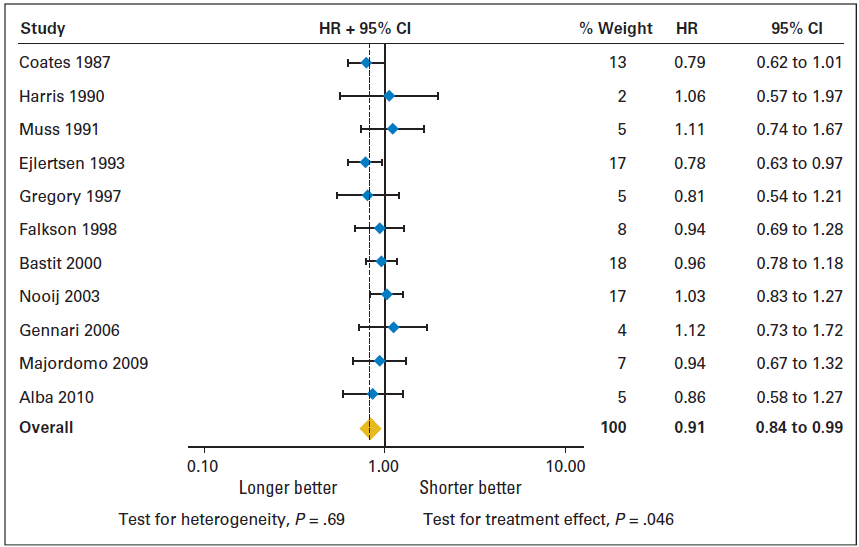 Study HR + 95% CI % Weight HR 95% CI
Coates 1987 13 0.79 0.62 to 1.01
Harris 1990 2 1.06 0.57 to 1.97
Muss 1991 5 1.11 0.74 to 1.67
Ejlertsen 1993 17 0.78 0.63 to 0.97
Gregory 1997 5 0.81 0.54 to 1.21
Falkson 1998 8 0.94 0.69 to 1.28
Bastit 2000 18 0.96 0.78 to 1.18
Nooij 2003 17 1.03 0.83 to 1.27
Gennari 2006 4 1.12 0.73 to 1.72
Majordomo 2009 7 0.94 0.67 to 1.32
Alba 2010 5 0.86 0.58 to 1.27
Overall 100 0.91 0.84 to 0.99
0.10 1.00 10.00
Longer better Shorter better
Test for heterogeneity, P = .69 Test for treatment effect, P = .046